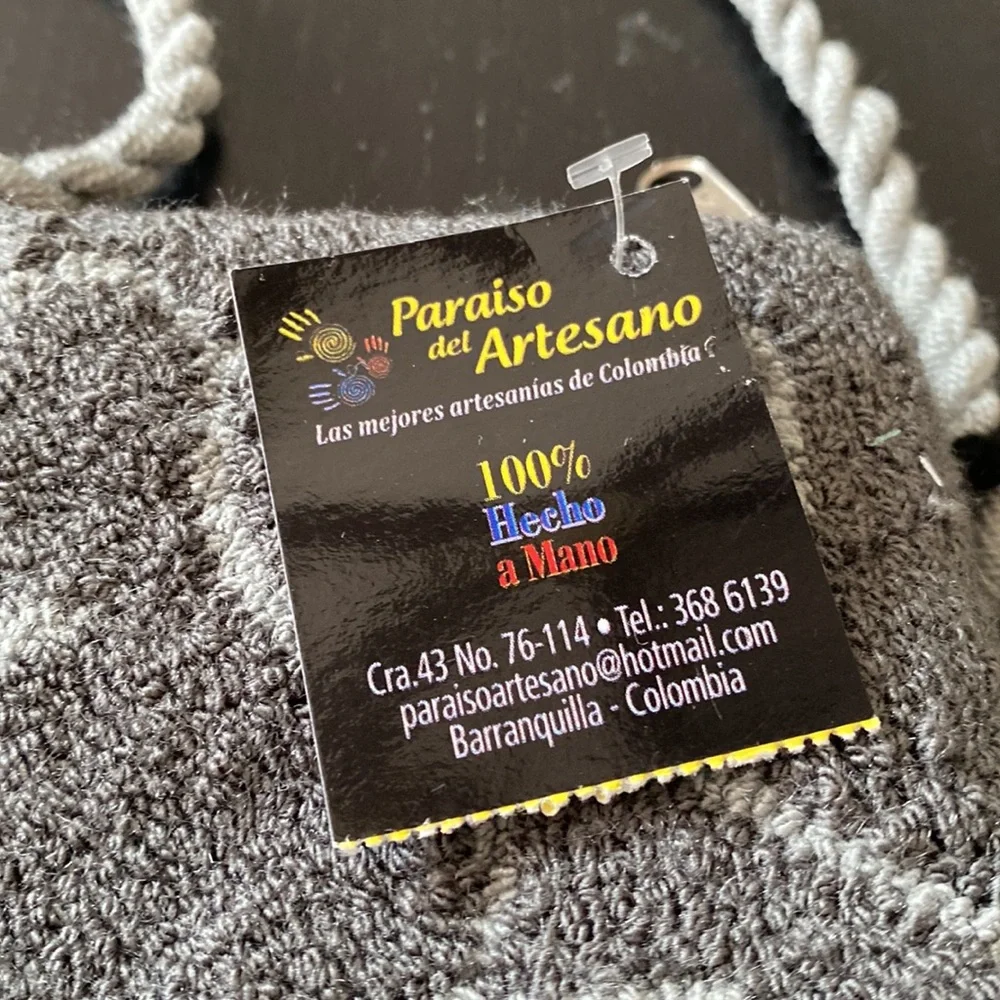 Paraiso
del Artesano
Las mejores artesanías de Colombia
100%
Hecho
a Mano
Cra.43 No. 76-114 • Tel.: 368 6139
paraisoartesano@hotmail.com
Barranquilla - Colombia